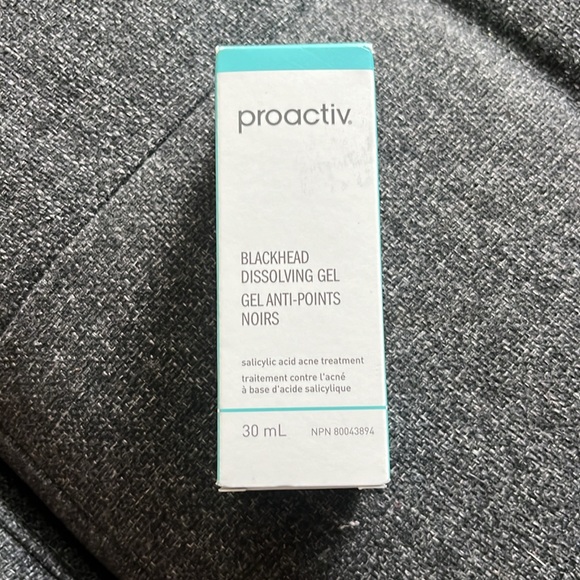 proactiv®
BLACKHEAD
DISSOLVING GEL
GEL ANTI-POINTS
NOIRS
salicylic acid acne treatment
traitement contre l'acné
à base d'acide salicylique
30 mL NPN 80043894